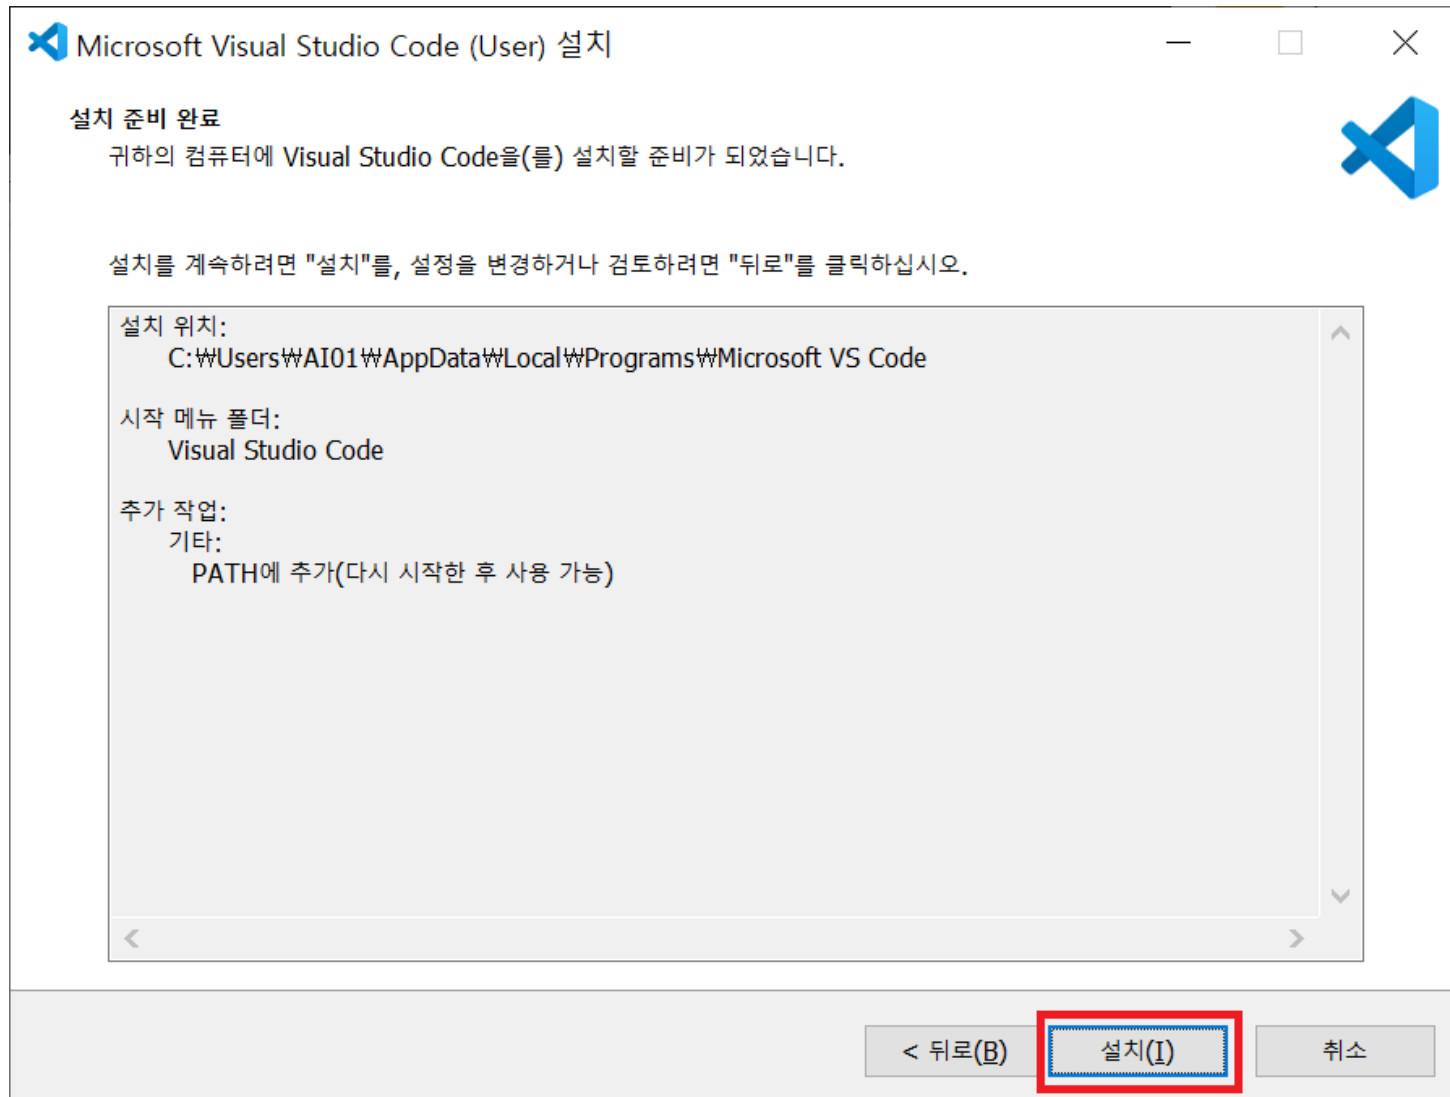 Microsoft Visual Studio Code (User) 설치
설치 준비 완료
귀하의 컴퓨터에 Visual Studio Code을(를) 설치할 준비가 되었습니다.
설치를 계속하려면 "설치"를, 설정을 변경하거나 검토하려면 "뒤로"를 클릭하십시오.
설치 위치:
C:₩Users₩AI01₩AppData₩Local₩Programs₩Microsoft VS Code
시작 메뉴 폴더:
Visual Studio Code
추가 작업:
기타:
PATH에 추가(다시 시작한 후 사용 가능)
< 뒤로(B)
설치(I)
취소